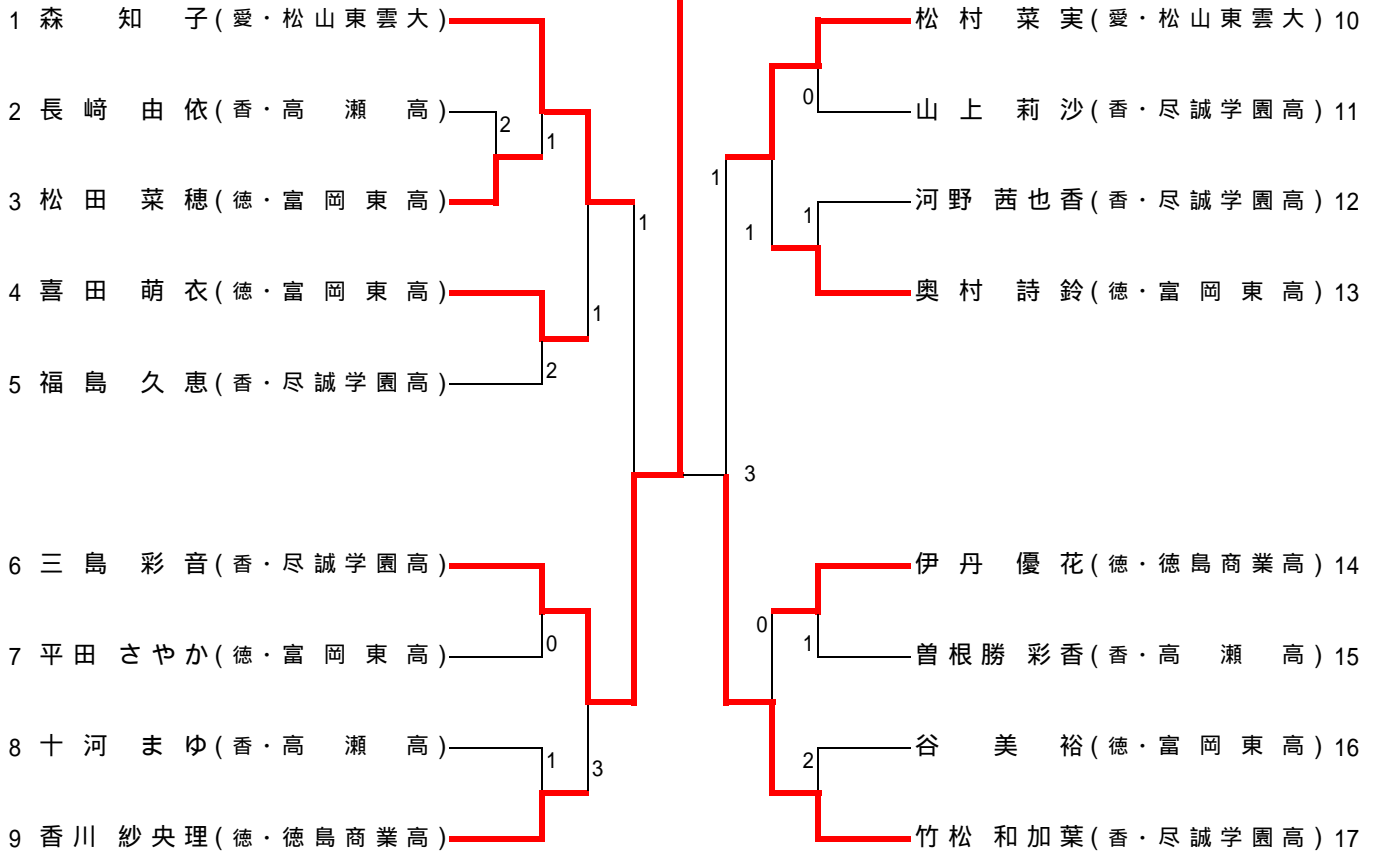 1 森 知 子(愛・松山東雲大)
2 長﨑 由依(香・高 瀬 高)
2
1
3 松田 菜穂(徳・富岡東高)
1
4 喜田 萌衣(徳・富岡東高)
1
5 福島 久恵(香・尽誠学園高)
2
6 三島 彩音(香・尽誠学園高)
7 平田 さやか(徳・富岡東高)
0
8 十河 まゆ(香・高 瀬 高)
1
3
9 香川 紗央理(徳・徳島商業高)
松村 菜実(愛・松山東雲大) 10
0
山上 莉沙(香・尽誠学園高) 11
1
河野 茜也香(香・尽誠学園高) 12
1
1
奥村 詩鈴(徳・富岡東高) 13
3
伊丹 優花(徳・徳島商業高) 14
0
1
曽根勝 彩香(香・高 瀬 高) 15
谷 美 裕(徳・富岡東高) 16
2
竹松 和加葉(香・尽誠学園高) 17